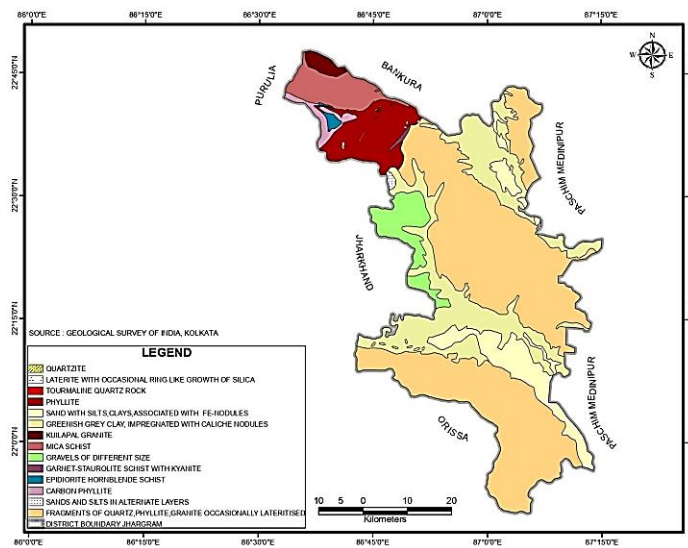 86°0'0"E 86°15'0"E 86°30'0"E 86°45'0"E 87°0'0"E 87°15'0"E
22°45'0"N
22°30'0"N
22°15'0"N
22°0'0"N
N
W E
S
PURULIA
BANKURA
PASCHIM MEDINIPUR
JHARKHAND
PASCHIM MEDINIPUR
ORISSA
SOURCE : GEOLOGICAL SURVEY OF INDIA, KOLKATA
LEGEND
QUARTZITE
LATERITE WITH OCCASIONAL RING LIKE GROWTH OF SILICA
TOURMALINE QUARTZ ROCK
PHYLLITE
SAND WITH SILTS,CLAYS,ASSOCIATED WITH FE-NODULES
GREENISH GREY CLAY, IMPREGNATED WITH CALICHE NODULES
KUILAPAL GRANITE
MICA SCHIST
GRAVELS OF DIFFERENT SIZE
GARNET-STAUROLITE SCHIST WITH KYANITE
EPIDIORITE HORNBLENDE SCHIST
CARBON PHYLLITE
SANDS AND SILTS IN ALTERNATE LAYERS
FRAGMENTS OF QUARTZ,PHYLLITE,GRANITE OCCASIONALLY LATERITISED
DISTRICT BOUNDARY JHARGRAM
10 5 0 10 20
Kilometers
86°0'0"E 86°15'0"E 86°30'0"E 86°45'0"E 87°0'0"E 87°15'0"E